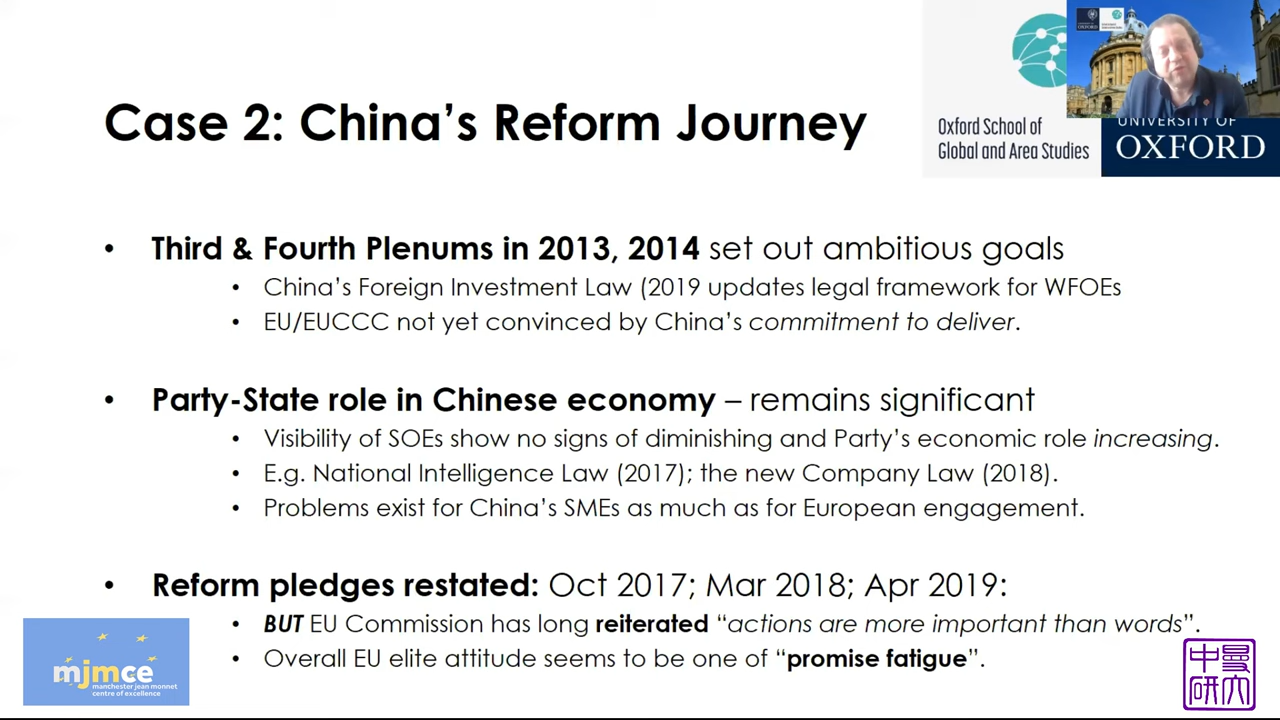 Case 2: China's Reform Journey
Oxford School of
Global and Area Studies
UNIVERSITY OF
OXFORD
OXFORD
• Third & Fourth Plenums in 2013, 2014 set out ambitious goals
• China's Foreign Investment Law (2019 updates legal framework for WFOEs
• EU/EUCCC not yet convinced by China's commitment to deliver.
• Party-State role in Chinese economy – remains significant
• Visibility of SOEs show no signs of diminishing and Party's economic role increasing.
• E.g. National Intelligence Law (2017); the new Company Law (2018).
• Problems exist for China's SMEs as much as for European engagement.
• Reform pledges restated: Oct 2017; Mar 2018; Apr 2019:
• BUT EU Commission has long reiterated “actions are more important than words”.
• Overall EU elite attitude seems to be one of “promise fatigue”.
mjmce
manchester jean monnet
centre of excellence
中曼
研究